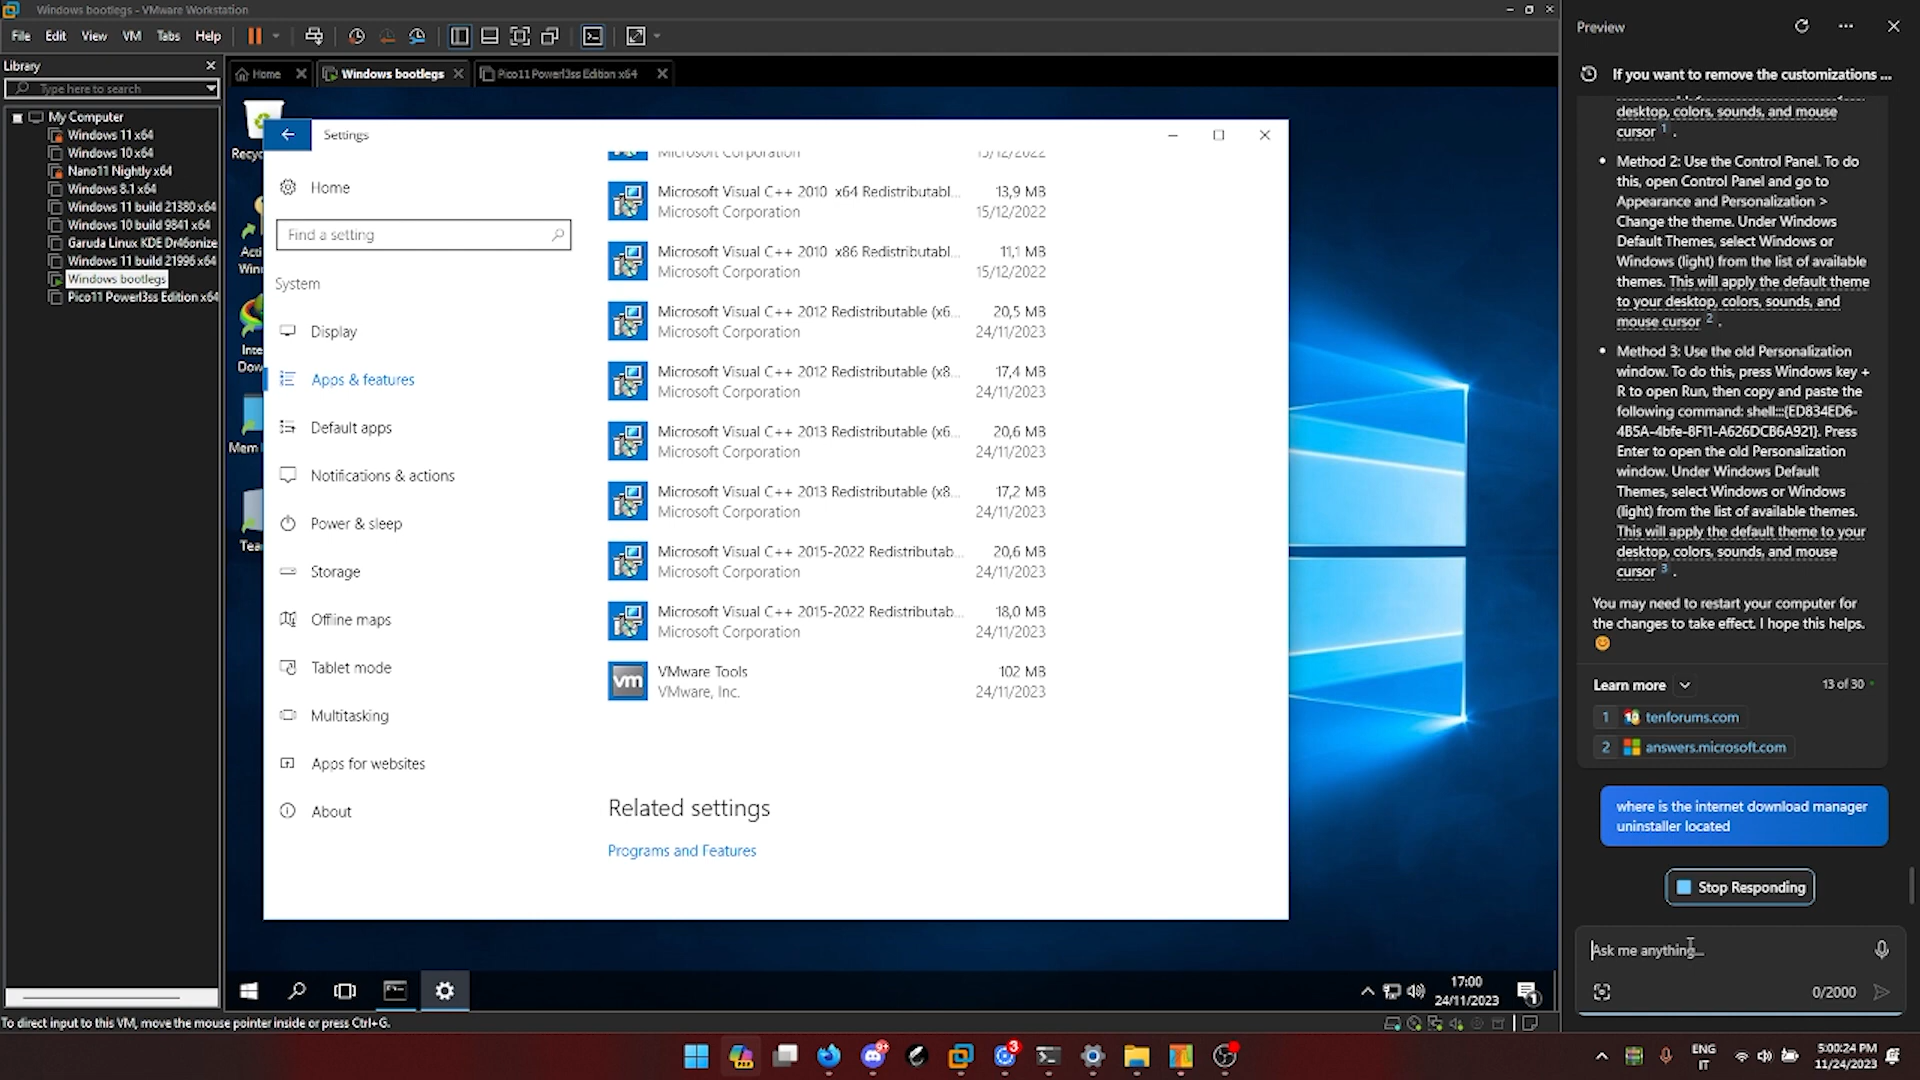 Windows bootlegs - VMware Workstation
File Edit View VM Tabs Help
Library
Type here to search
My Computer
Windows 11 x64
Windows 10 x64
Nano11 Nightly x64
Windows 8.1 x64
Windows 11 build 21380 x64
Windows 10 build 9841 x64
Garuda Linux KDE Dr46onize
Windows 11 build 21996 x64
Windows bootlegs
Pico11 Powerl3ss Edition x64
Home
Windows bootlegs
Pico11 Powerl3ss Edition x64
Recyc
Acti
Win
Inte
Dow
Mem
Tea
Settings
Home
Find a setting
System
Display
Apps & features
Default apps
Notifications & actions
Power & sleep
Storage
Offline maps
Tablet mode
Multitasking
Apps for websites
About
Microsoft Corporation 15/12/2022
Microsoft Visual C++ 2010 x64 Redistributabl... 13,9 MB
Microsoft Corporation 15/12/2022
Microsoft Visual C++ 2010 x86 Redistributabl... 11,1 MB
Microsoft Corporation 15/12/2022
Microsoft Visual C++ 2012 Redistributable (x6... 20,5 MB
Microsoft Corporation 24/11/2023
Microsoft Visual C++ 2012 Redistributable (x8... 17,4 MB
Microsoft Corporation 24/11/2023
Microsoft Visual C++ 2013 Redistributable (x6... 20,6 MB
Microsoft Corporation 24/11/2023
Microsoft Visual C++ 2013 Redistributable (x8... 17,2 MB
Microsoft Corporation 24/11/2023
Microsoft Visual C++ 2015-2022 Redistributab... 20,6 MB
Microsoft Corporation 24/11/2023
Microsoft Visual C++ 2015-2022 Redistributab... 18,0 MB
Microsoft Corporation 24/11/2023
vm
VMware Tools 102 MB
VMware, Inc. 24/11/2023
Related settings
Programs and Features
17:00
24/11/2023
1
To direct input to this VM, move the mouse pointer inside or press Ctrl+G.
Preview
If you want to remove the customizations ...
desktop, colors, sounds, and mouse
cursor 1 .
• Method 2: Use the Control Panel. To do
this, open Control Panel and go to
Appearance and Personalization >
Change the theme. Under Windows
Default Themes, select Windows or
Windows (light) from the list of available
themes. This will apply the default theme
to your desktop, colors, sounds, and
mouse cursor 2 .
• Method 3: Use the old Personalization
window. To do this, press Windows key +
R to open Run, then copy and paste the
following command: shell:::{ED834ED6-
4B5A-4bfe-8F11-A626DCB6A921}. Press
Enter to open the old Personalization
window. Under Windows Default
Themes, select Windows or Windows
(light) from the list of available themes.
This will apply the default theme to your
desktop, colors, sounds, and mouse
cursor 3 .
You may need to restart your computer for
the changes to take effect. I hope this helps.
Learn more 13 of 30
1 tenforums.com
2 answers.microsoft.com
where is the internet download manager
uninstaller located
Stop Responding
Ask me anything...
0/2000
9+
3
ENG
IT
5:00:24 PM
11/24/2023